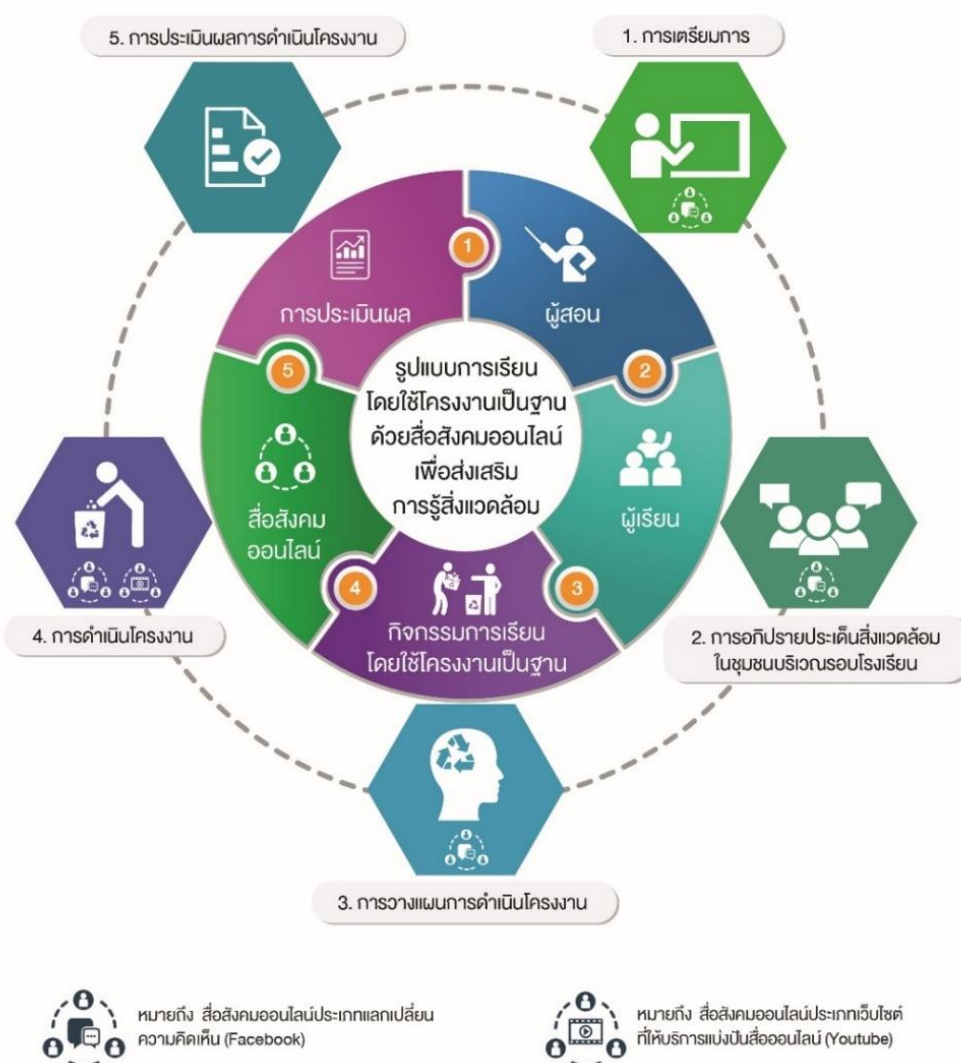 5. การประเมินผลการดำเนินโครงงาน
1. การเตรียมการ
การประเมินผล
1
ผู้สอน
2
5
รูปแบบการเรียน
โดยใช้โครงงานเป็นฐาน
ด้วยสื่อสังคมออนไลน์
เพื่อส่งเสริม
การรู้สิ่งแวดล้อม
สื่อสังคม
ออนไลน์
ผู้เรียน
4
3
กิจกรรมการเรียน
โดยใช้โครงงานเป็นฐาน
4. การดำเนินโครงงาน
2. การอภิปรายประเด็นสิ่งแวดล้อม
ในชุมชนบริเวณรอบโรงเรียน
3. การวางแผนการดำเนินโครงงาน
หมายถึง สื่อสังคมออนไลน์ประเภทแลกเปลี่ยน
ความคิดเห็น (Facebook)
หมายถึง สื่อสังคมออนไลน์ประเภทเว็บไซต์
ที่ให้บริการแบ่งปันสื่อออนไลน์ (Youtube)